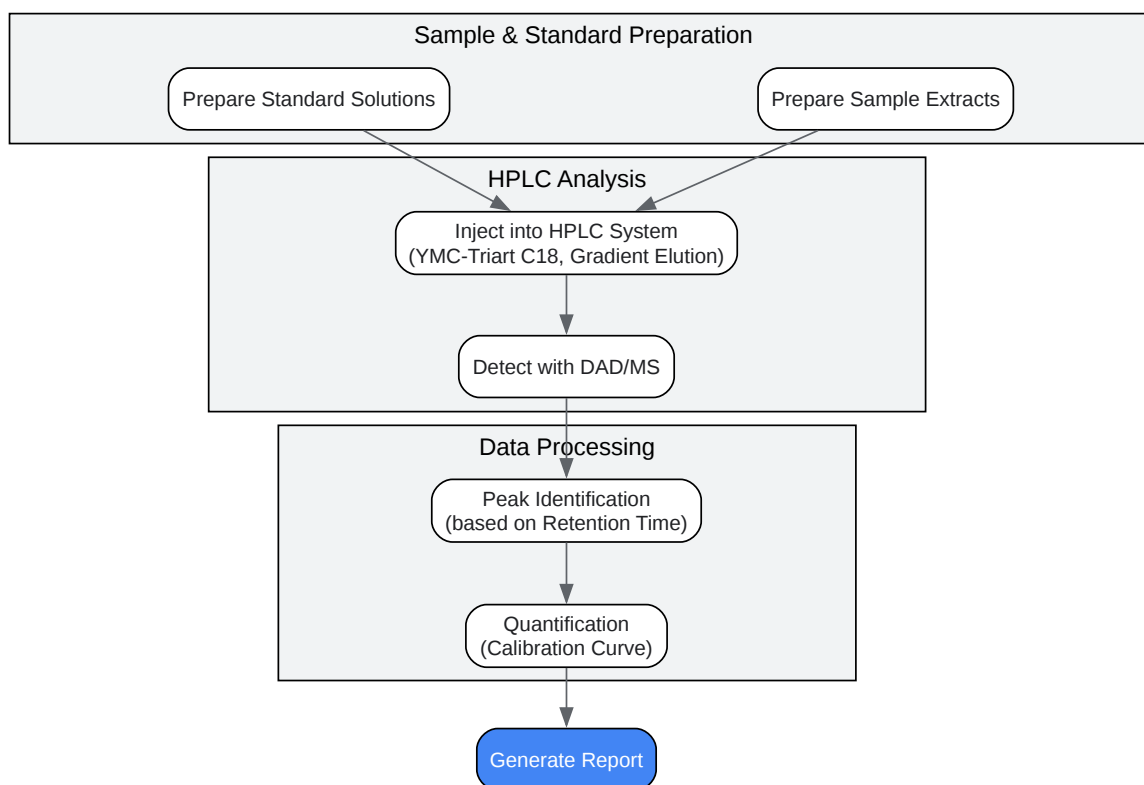 Sample & Standard Preparation
Prepare Standard Solutions
Prepare Sample Extracts
HPLC Analysis
Inject into HPLC System
(YMC-Triart C18, Gradient Elution)
Detect with DAD/MS
Data Processing
Peak Identification
(based on Retention Time)
Quantification
(Calibration Curve)
Generate Report